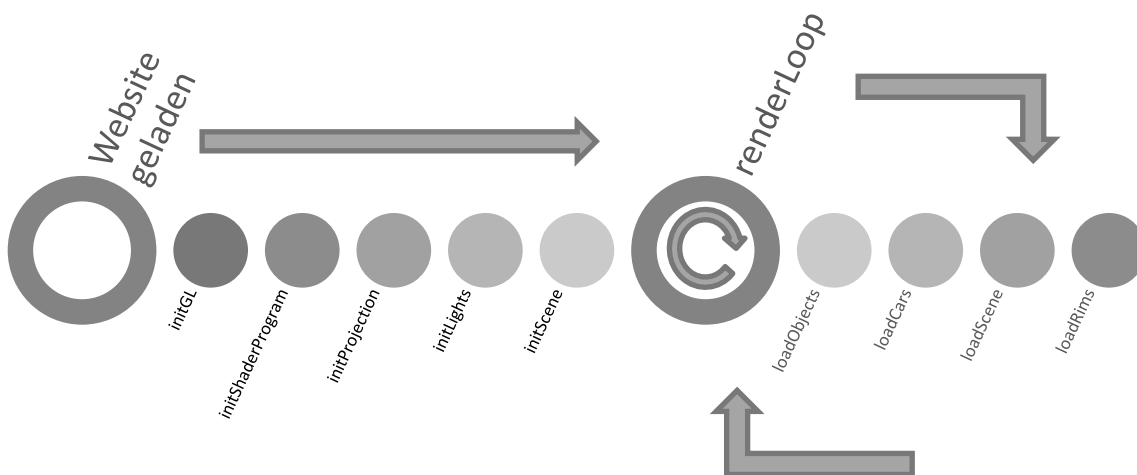 Website
geladen
initGL
initShaderProgram
initProjection
initLights
initScene
renderLoop
loadObjects
loadCars
loadScene
loadRims